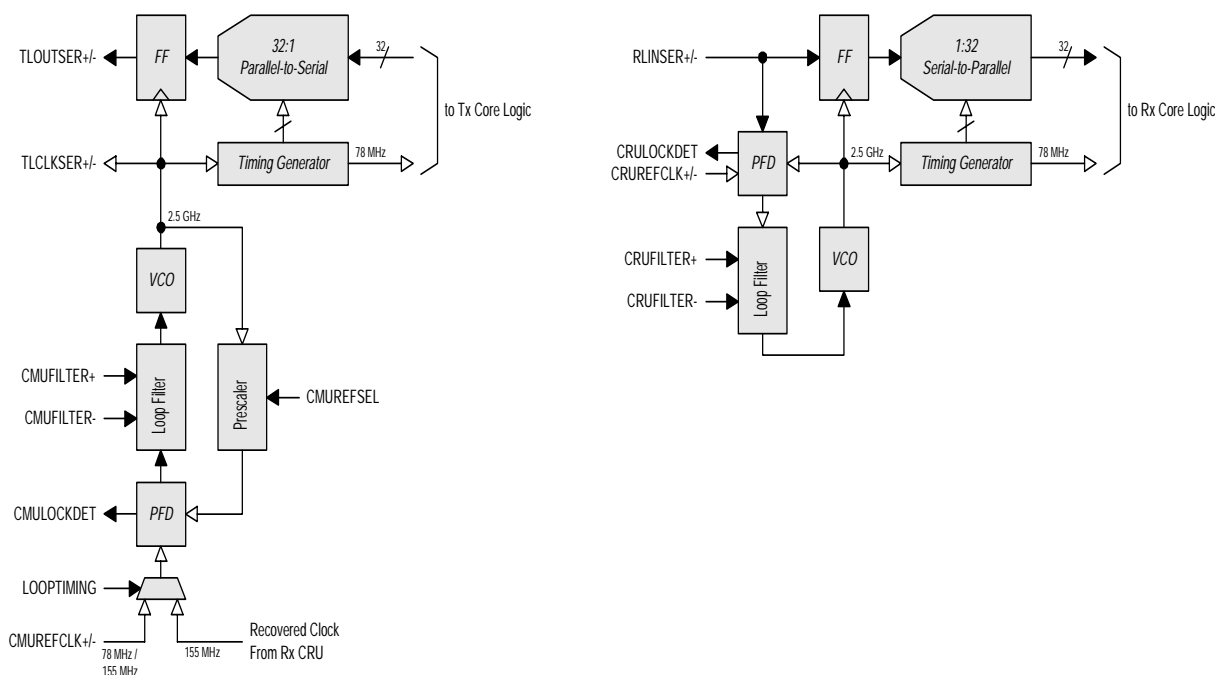 TLOUTSER+/-
FF
32:1
Parallel-to-Serial
32
to Tx Core Logic
TLCLKSER+/-
Timing Generator
78 MHz
2.5 GHz
VCO
CMUFILTER+
CMUFILTER-
Loop Filter
Prescaler
CMUREFSEL
CMULOCKDET
PFD
LOOPTIMING
CMUREFCLK+/-
78 MHz /
155 MHz
155 MHz
Recovered Clock
From Rx CRU
RLINSER+/-
FF
1:32
Serial-to-Parallel
32
to Rx Core Logic
CRULOCKDET
CRUREFCLK+/-
PFD
2.5 GHz
Timing Generator
78 MHz
CRUFILTER+
CRUFILTER-
Loop Filter
VCO